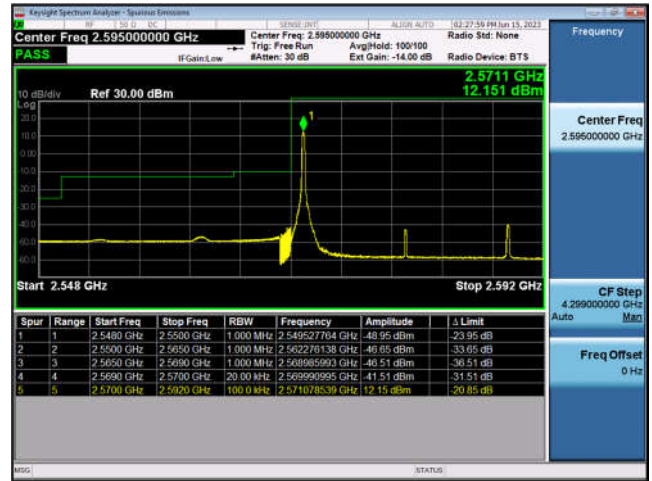 Keysight Spectrum Analyzer - Spurious Emissions
RF 50 Ω DC SENSE:INT ALIGN AUTO 02:27:59 PM Jun 15, 2023
Center Freq 2.595000000 GHz
PASS
IFGain:Low
Center Freq: 2.595000000 GHz
Trig: Free Run
#Atten: 30 dB
Avg|Hold: 100/100
Ext Gain: -14.00 dB
Radio Std: None
Radio Device: BTS
2.5711 GHz
12.151 dBm
10 dB/div Ref 30.00 dBm
Log
20.0
10.0
0.00
-10.0
-20.0
-30.0
-40.0
-50.0
-60.0
1
Start 2.548 GHz Stop 2.592 GHz
Spur Range Start Freq Stop Freq RBW Frequency Amplitude Δ Limit
1 1 2.5480 GHz 2.5500 GHz 1.000 MHz 2.549527764 GHz -48.95 dBm -23.95 dB
2 2 2.5500 GHz 2.5650 GHz 1.000 MHz 2.562276138 GHz -46.65 dBm -33.65 dB
3 3 2.5650 GHz 2.5690 GHz 1.000 MHz 2.568985993 GHz -46.51 dBm -36.51 dB
4 4 2.5690 GHz 2.5700 GHz 20.00 kHz 2.569990995 GHz -41.51 dBm -31.51 dB
5 5 2.5700 GHz 2.5920 GHz 100.0 kHz 2.571078539 GHz 12.15 dBm -20.85 dB
MSG STATUS
Frequency
Center Freq
2.595000000 GHz
CF Step
4.299000000 GHz
Auto Man
Freq Offset
0 Hz